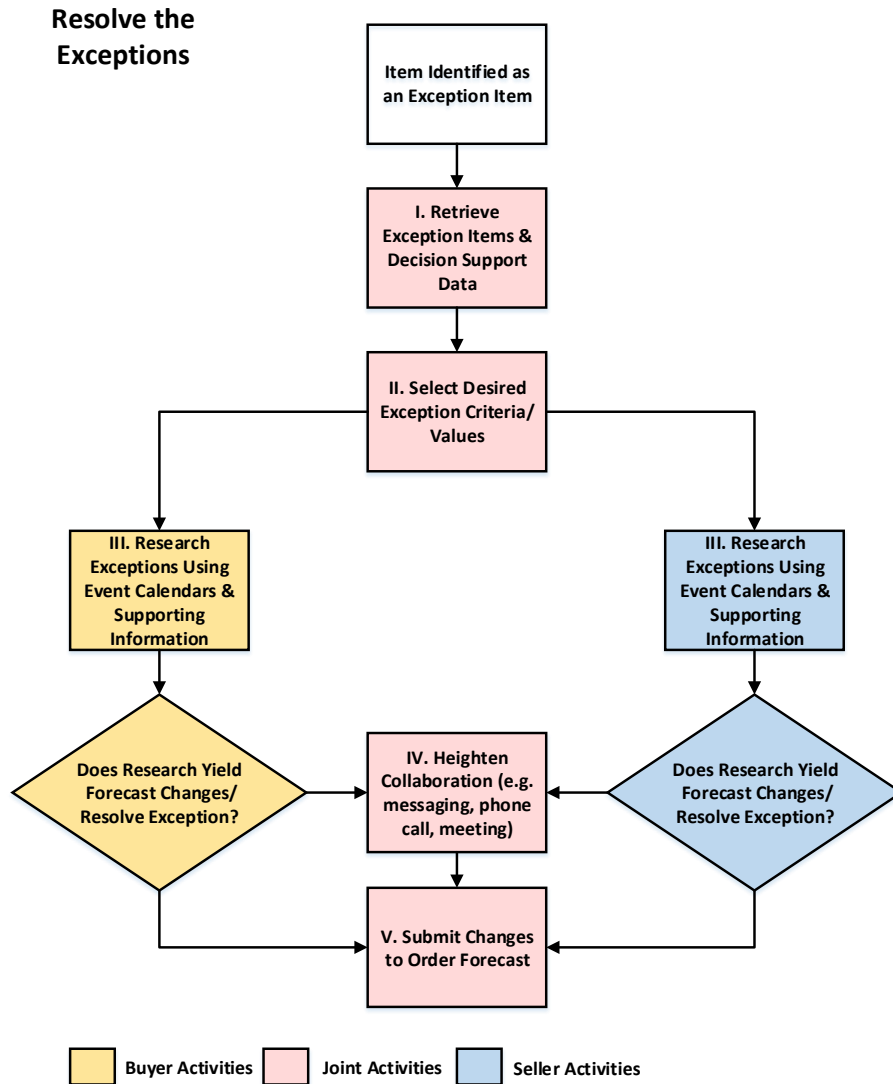 Resolve the
Exceptions
Item Identified as
an Exception Item
I. Retrieve
Exception Items &
Decision Support
Data
II. Select Desired
Exception Criteria/
Values
III. Research
Exceptions Using
Event Calendars &
Supporting
Information
III. Research
Exceptions Using
Event Calendars &
Supporting
Information
Does Research Yield
Forecast Changes/
Resolve Exception?
IV. Heighten
Collaboration (e.g.
messaging, phone
call, meeting)
Does Research Yield
Forecast Changes/
Resolve Exception?
V. Submit Changes
to Order Forecast
Buyer Activities
Joint Activities
Seller Activities